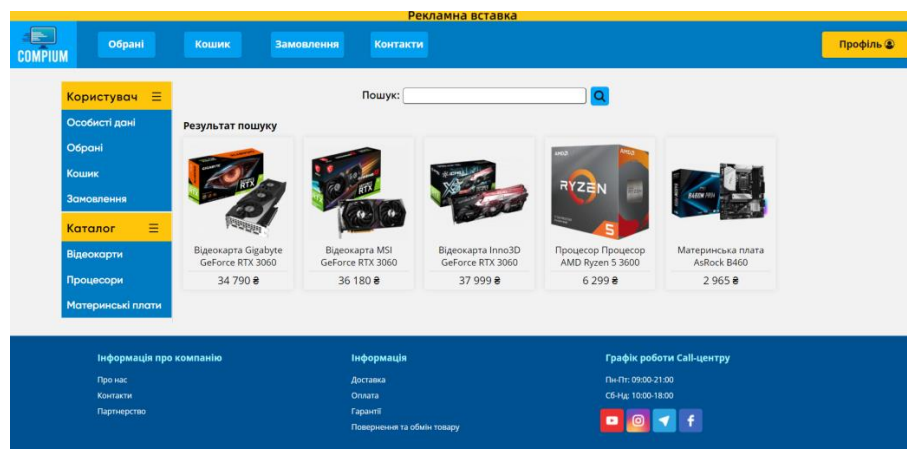 Рекламна вставка
COMPIUM
Обрані
Кошик
Замовлення
Контакти
Профіль
Користувач
Особисті дані
Обрані
Кошик
Замовлення
Каталог
Відеокарти
Процесори
Материнські плати
Пошук:
Результат пошуку
Відеокарта Gigabyte
GeForce RTX 3060
34 790 ₴
Відеокарта MSI
GeForce RTX 3060
36 180 ₴
Відеокарта Inno3D
GeForce RTX 3060
37 999 ₴
RYZEN
5
Процесор Процесор
AMD Ryzen 5 3600
6 299 ₴
Материнська плата
AsRock B460
2 965 ₴
Інформація про компанію
Про нас
Контакти
Партнерство
Інформація
Доставка
Оплата
Гарантії
Повернення та обмін товару
Графік роботи Call-центру
Пн-Пт: 09:00-21:00
Сб-Нд: 10:00-18:00